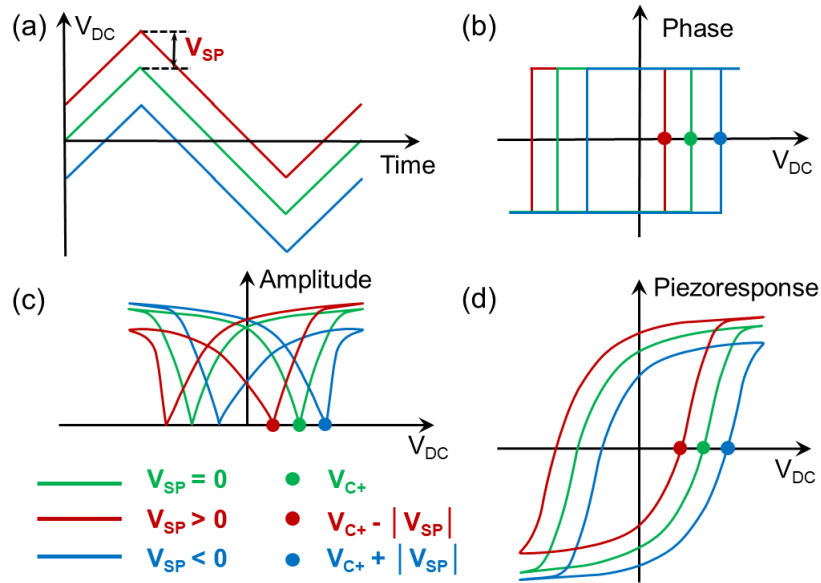 (a)
V_DC
V_SP
Time
(b)
Phase
V_DC
(c)
Amplitude
V_DC
(d)
Piezoresponse
V_DC
V_SP = 0
V_C+
V_SP > 0
V_C+ - |V_SP|
V_SP < 0
V_C+ + |V_SP|